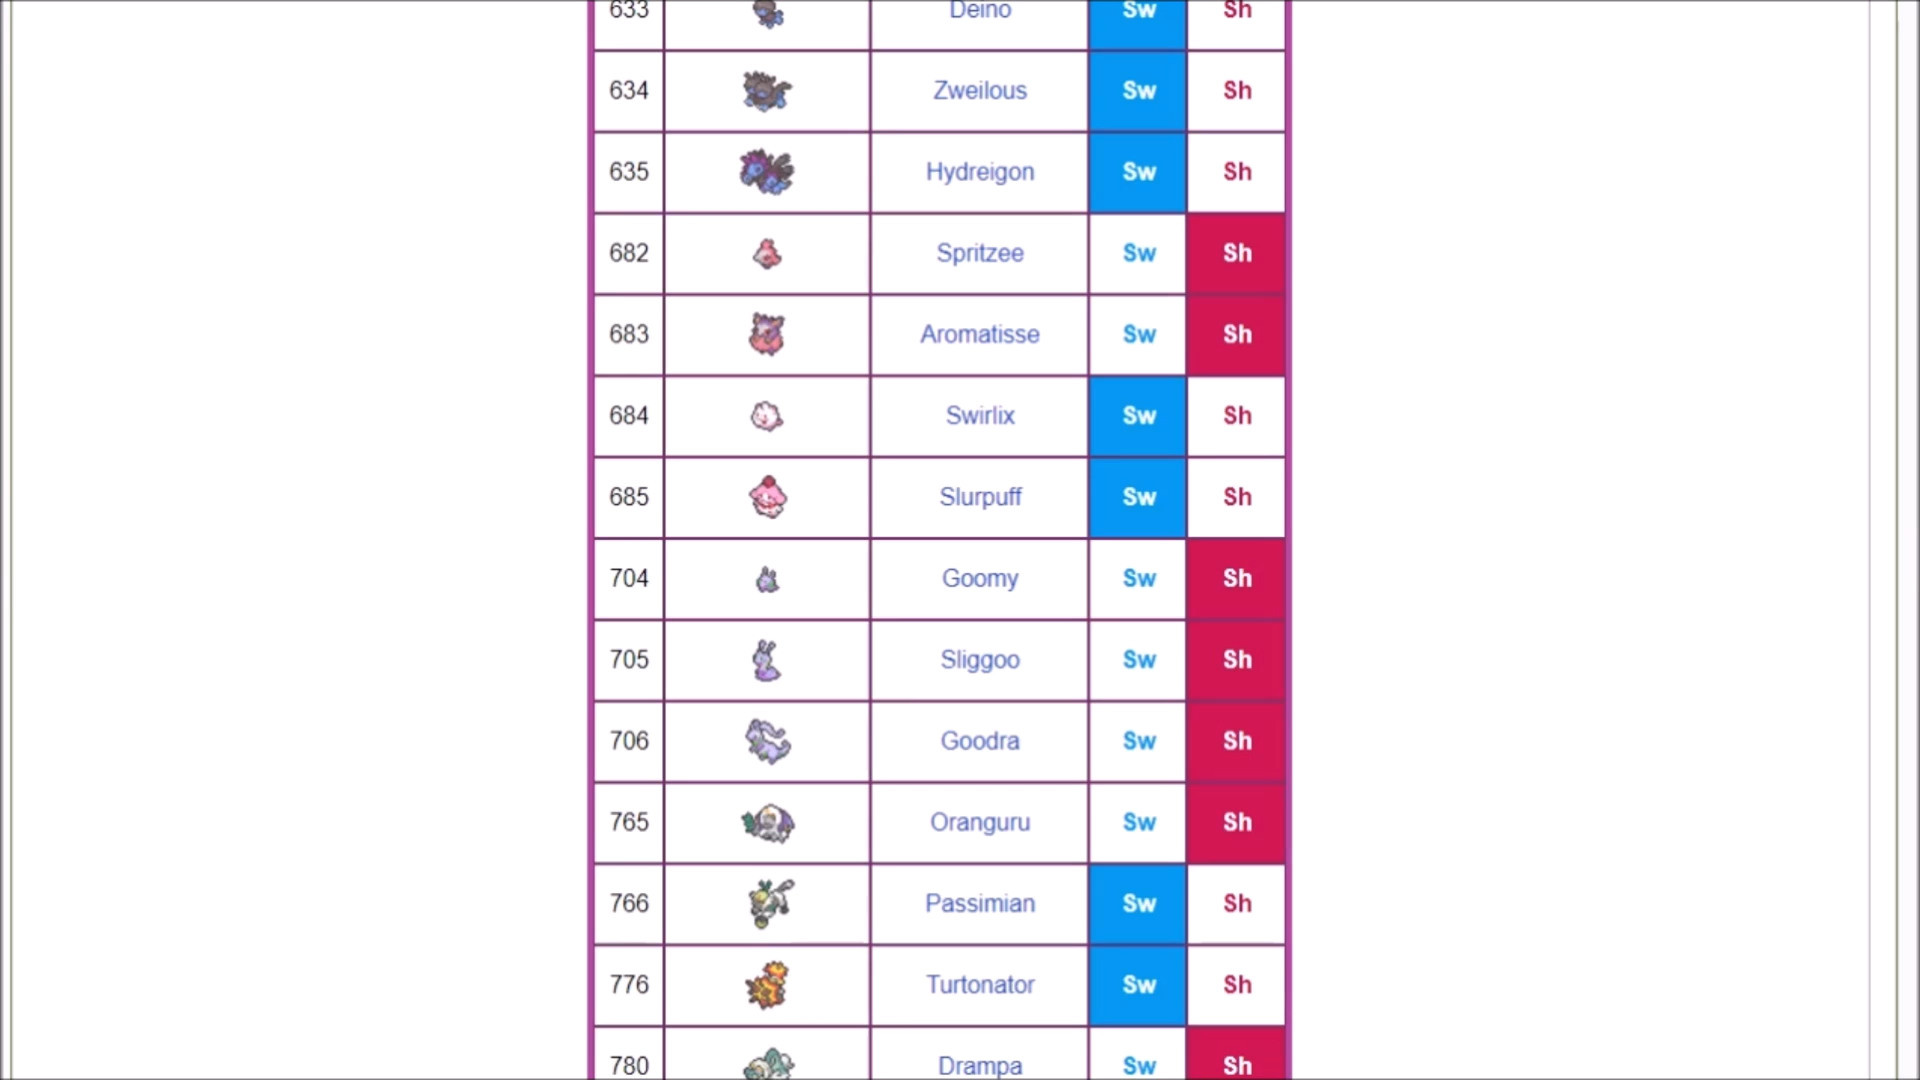 633 Deino Sw Sh
634 Zweilous Sw Sh
635 Hydreigon Sw Sh
682 Spritzee Sw Sh
683 Aromatisse Sw Sh
684 Swirlix Sw Sh
685 Slurpuff Sw Sh
704 Goomy Sw Sh
705 Sliggoo Sw Sh
706 Goodra Sw Sh
765 Oranguru Sw Sh
766 Passimian Sw Sh
776 Turtonator Sw Sh
780 Drampa Sw Sh